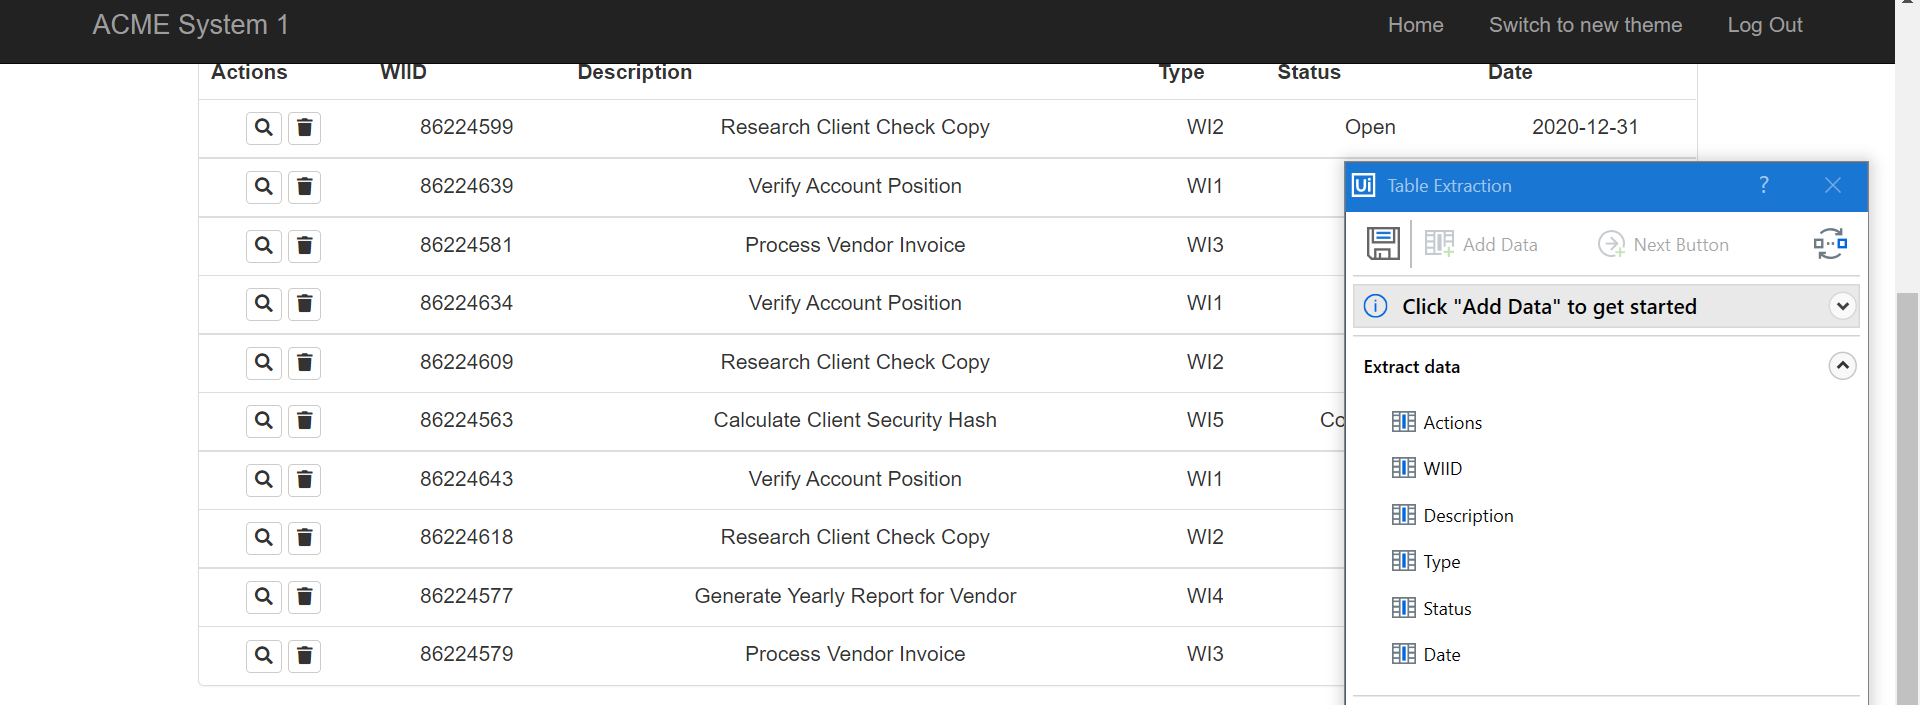 ACME System 1 Home Switch to new theme Log Out
Actions WIID Description Type Status Date
86224599 Research Client Check Copy WI2 Open 2020-12-31
86224639 Verify Account Position WI1
86224581 Process Vendor Invoice WI3
86224634 Verify Account Position WI1
86224609 Research Client Check Copy WI2
86224563 Calculate Client Security Hash WI5 Co
86224643 Verify Account Position WI1
86224618 Research Client Check Copy WI2
86224577 Generate Yearly Report for Vendor WI4
86224579 Process Vendor Invoice WI3
Ui Table Extraction ?
Add Data Next Button
Click "Add Data" to get started
Extract data
Actions
WIID
Description
Type
Status
Date